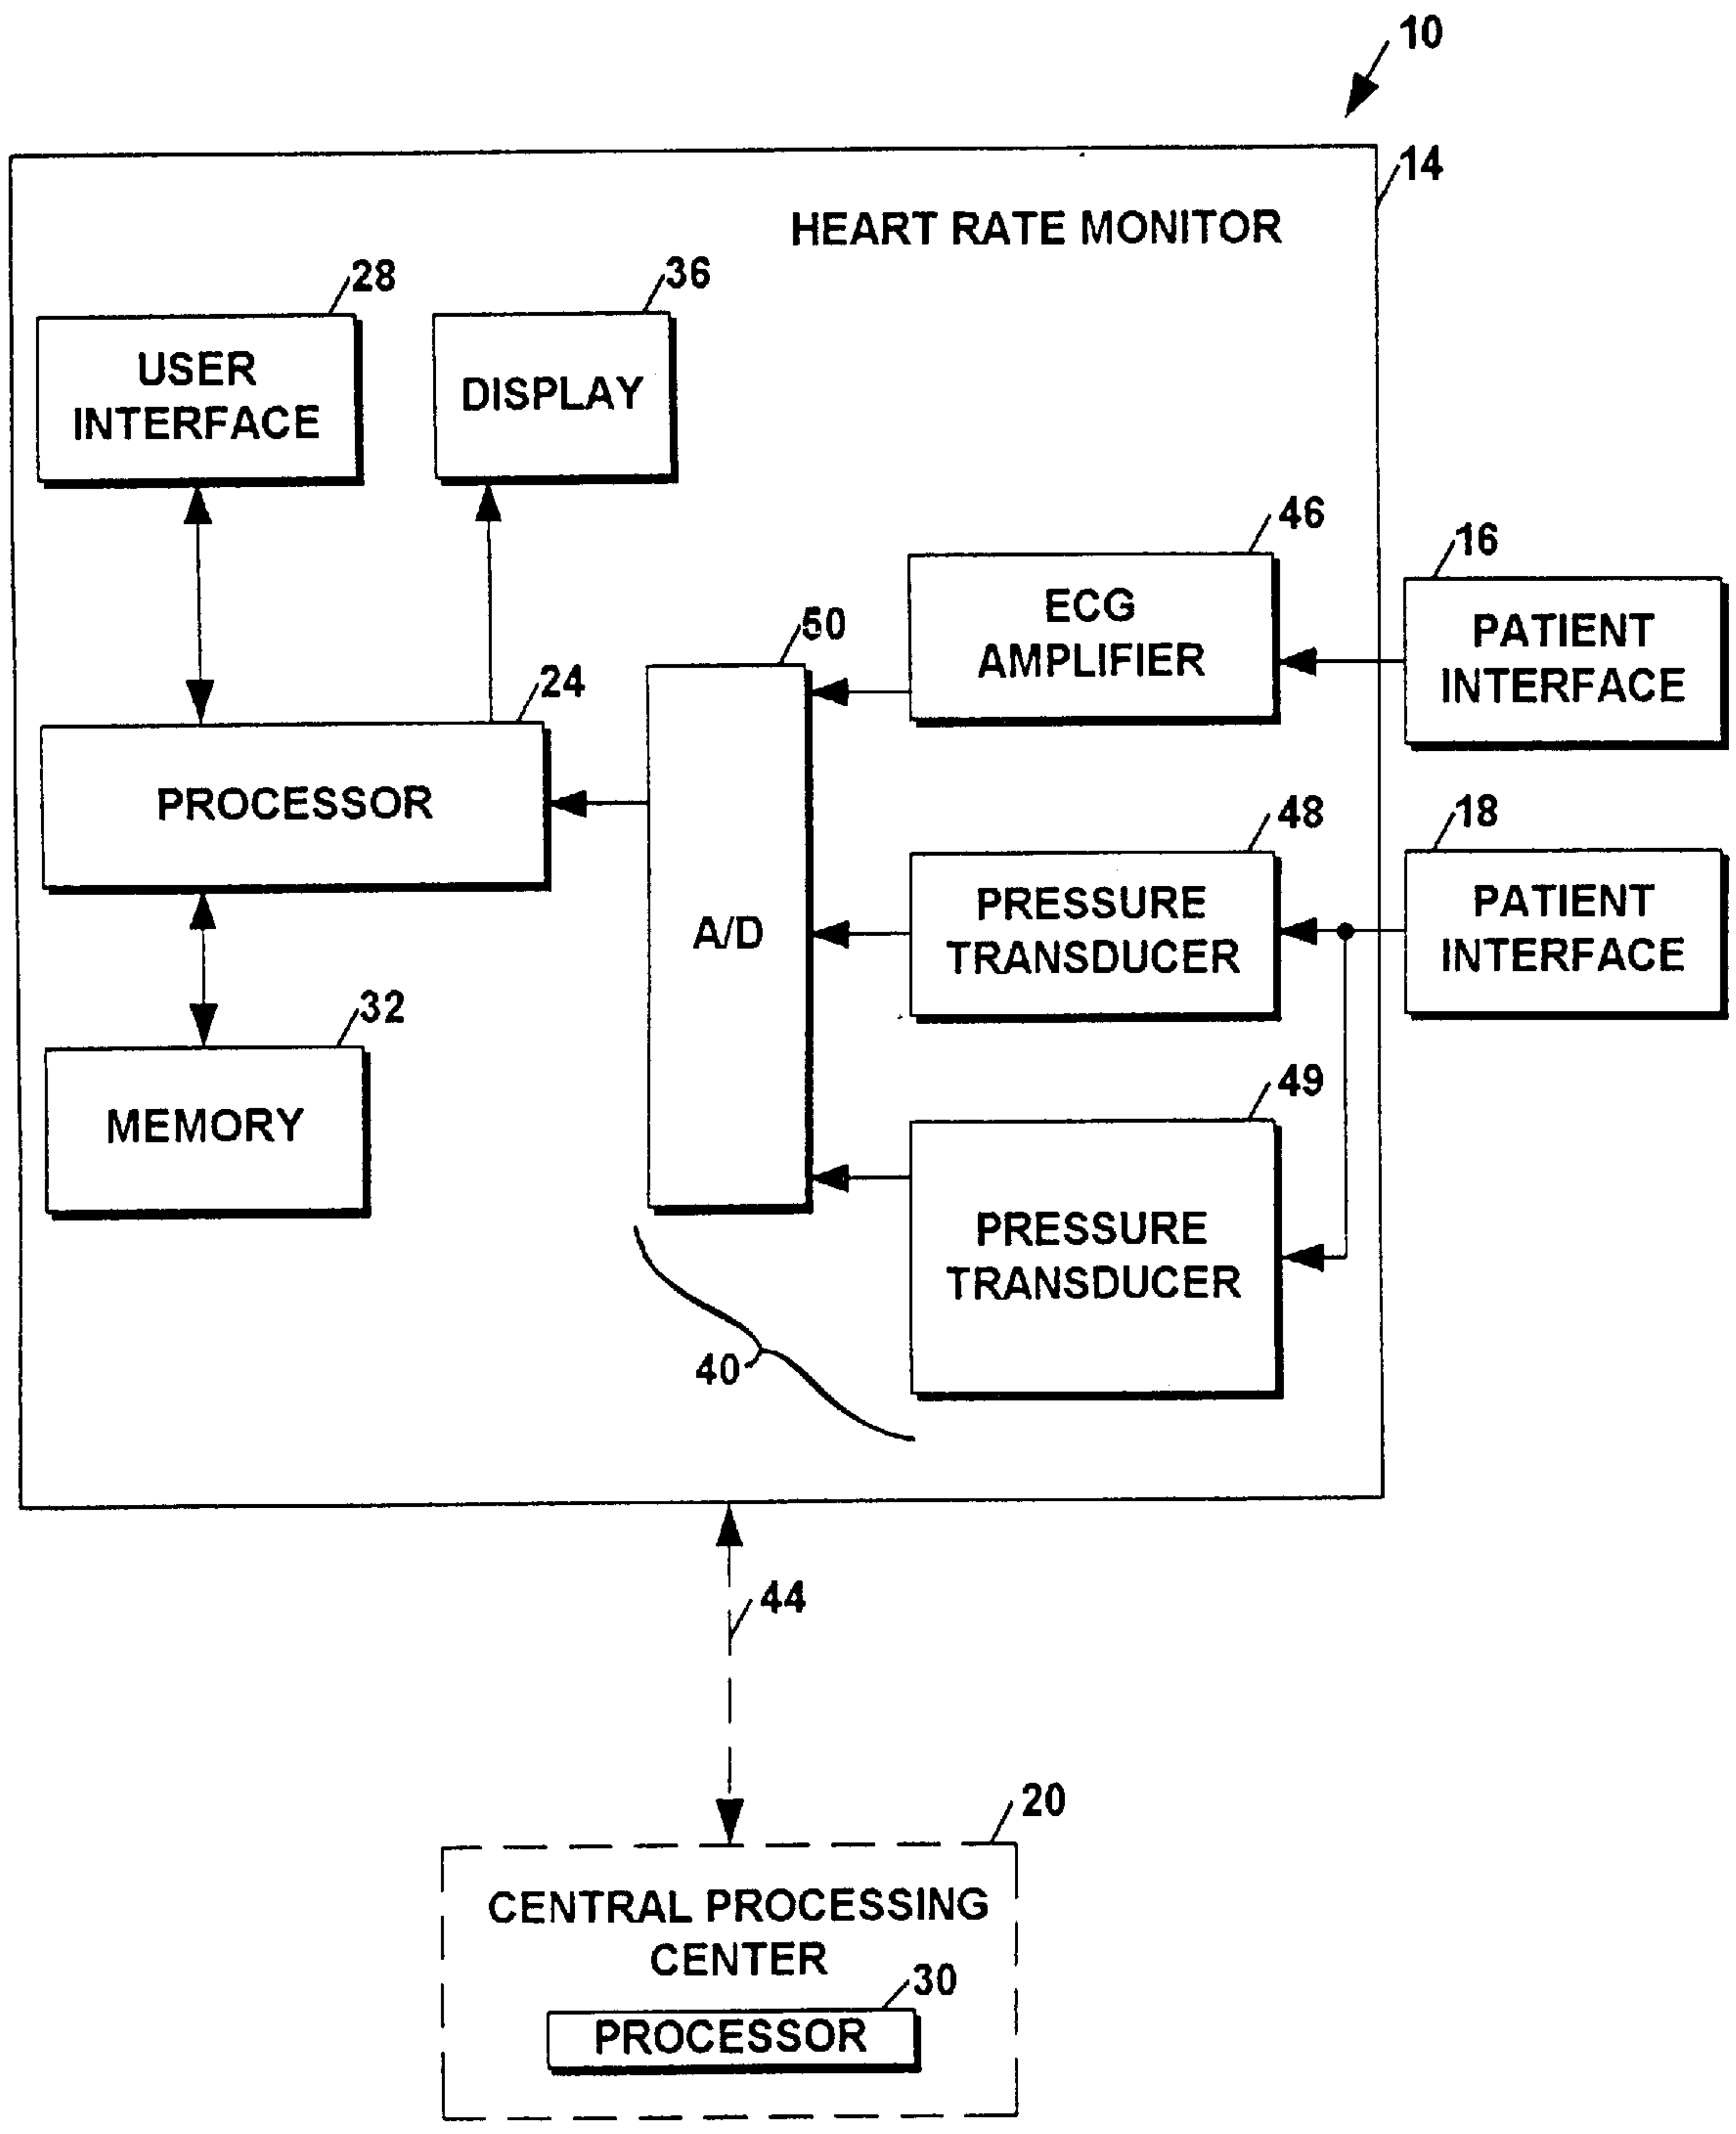 10
14
HEART RATE MONITOR
28
36
USER
INTERFACE
DISPLAY
46
16
ECG
AMPLIFIER
PATIENT
INTERFACE
50
24
PROCESSOR
48
18
A/D
PRESSURE
TRANSDUCER
PATIENT
INTERFACE
32
MEMORY
49
PRESSURE
TRANSDUCER
40
44
20
CENTRAL PROCESSING
CENTER
30
PROCESSOR